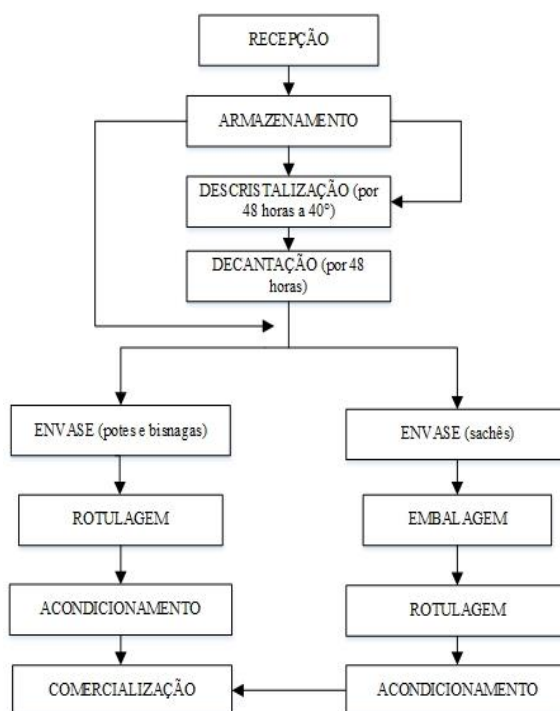 RECEPÇÃO
ARMAZENAMENTO
DESCRISTALIZAÇÃO (por
48 horas a 40°)
DECANTAÇÃO (por 48
horas)
ENVASE (potes e bisnagas)
ROTULAGEM
ACONDICIONAMENTO
COMERCIALIZAÇÃO
ENVASE (sachês)
EMBALAGEM
ROTULAGEM
ACONDICIONAMENTO